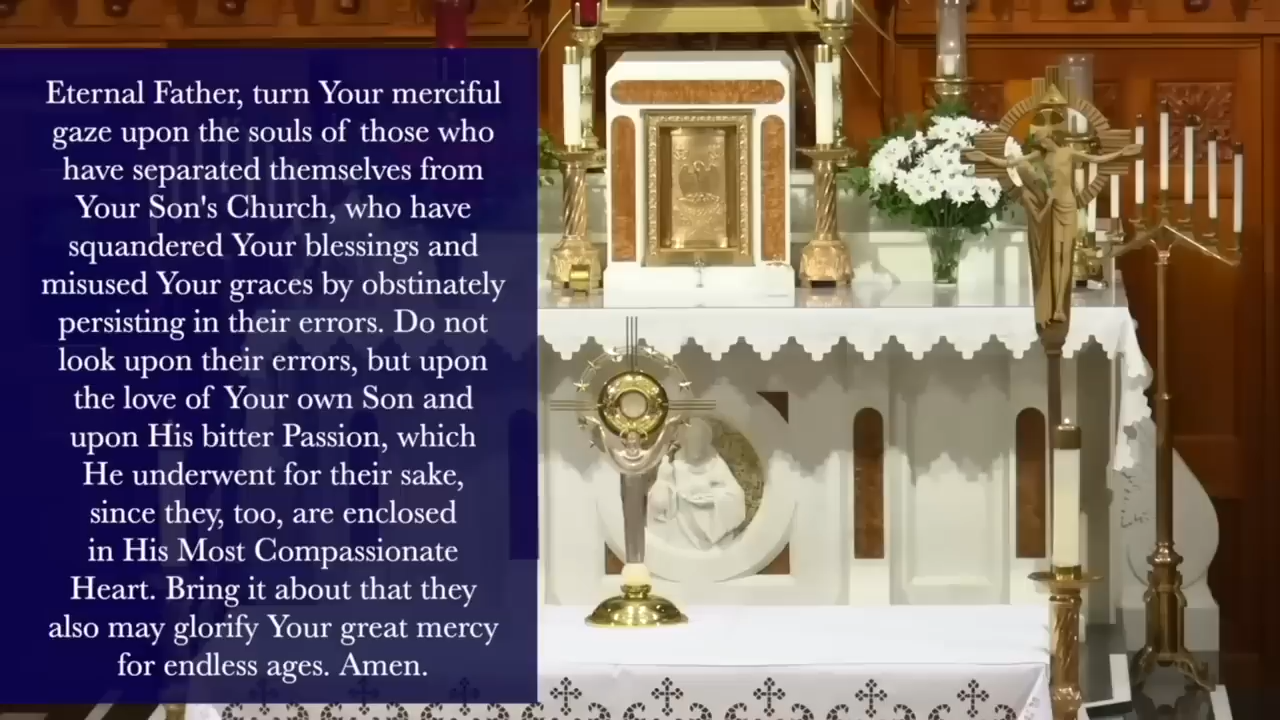 Eternal Father, turn Your merciful
gaze upon the souls of those who
have separated themselves from
Your Son's Church, who have
squandered Your blessings and
misused Your graces by obstinately
persisting in their errors. Do not
look upon their errors, but upon
the love of Your own Son and
upon His bitter Passion, which
He underwent for their sake,
since they, too, are enclosed
in His Most Compassionate
Heart. Bring it about that they
also may glorify Your great mercy
for endless ages. Amen.